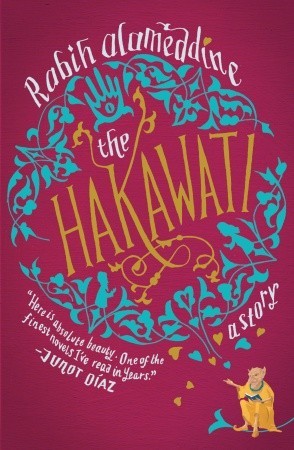 Rabih Alameddine
the
HAKAWATI
a story
"Here is absolute beauty. One of the
finest novels I've read in years."
—JUNOT DÍAZ